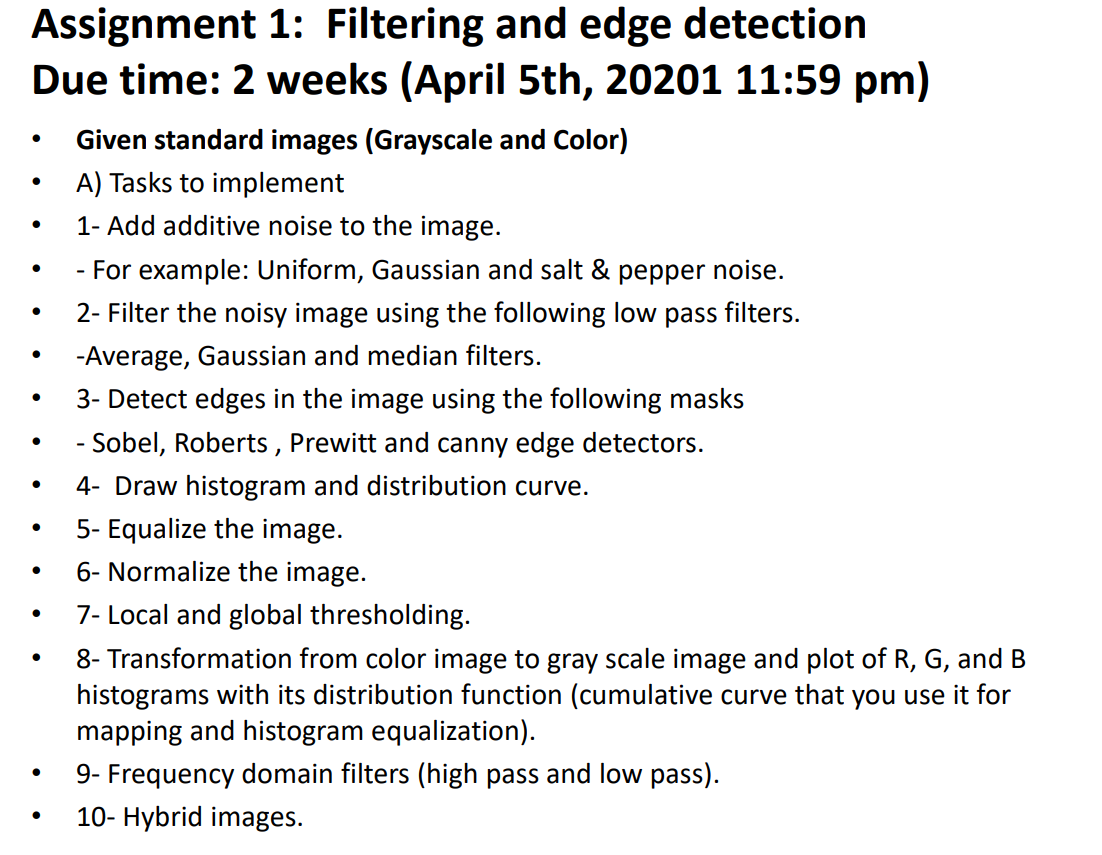 Assignment 1:  Filtering and edge detection
Due time: 2 weeks (April 5th, 20201 11:59 pm)
• Given standard images (Grayscale and Color)
• A) Tasks to implement
• 1- Add additive noise to the image.
• - For example: Uniform, Gaussian and salt & pepper noise.
• 2- Filter the noisy image using the following low pass filters.
• -Average, Gaussian and median filters.
• 3- Detect edges in the image using the following masks
• - Sobel, Roberts , Prewitt and canny edge detectors.
• 4-  Draw histogram and distribution curve.
• 5- Equalize the image.
• 6- Normalize the image.
• 7- Local and global thresholding.
• 8- Transformation from color image to gray scale image and plot of R, G, and B
histograms with its distribution function (cumulative curve that you use it for
mapping and histogram equalization).
• 9- Frequency domain filters (high pass and low pass).
• 10- Hybrid images.